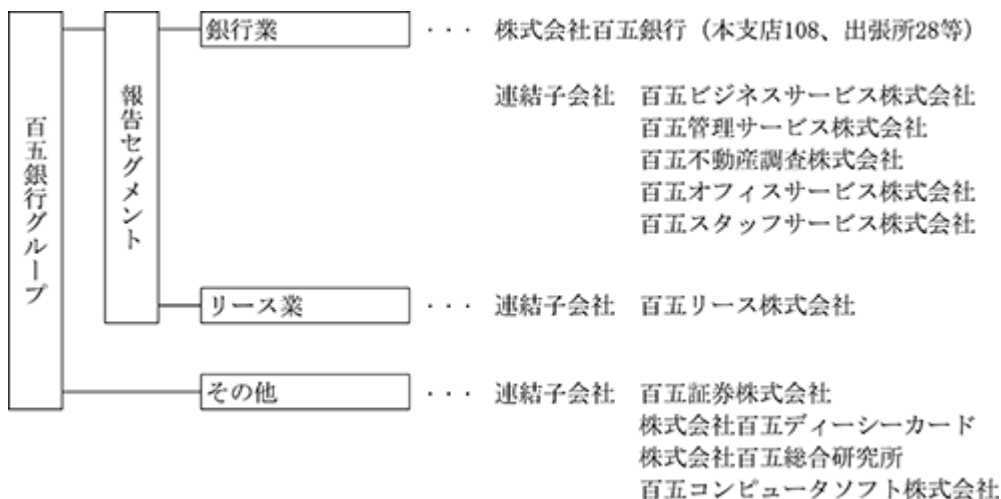 百五銀行グループ
報告セグメント
銀行業 ・・・ 株式会社百五銀行（本支店108、出張所28等）
連結子会社 百五ビジネスサービス株式会社
百五管理サービス株式会社
百五不動産調査株式会社
百五オフィスサービス株式会社
百五スタッフサービス株式会社
リース業 ・・・ 連結子会社 百五リース株式会社
その他 ・・・ 連結子会社 百五証券株式会社
株式会社百五ディーシーカード
株式会社百五総合研究所
百五コンピュータソフト株式会社